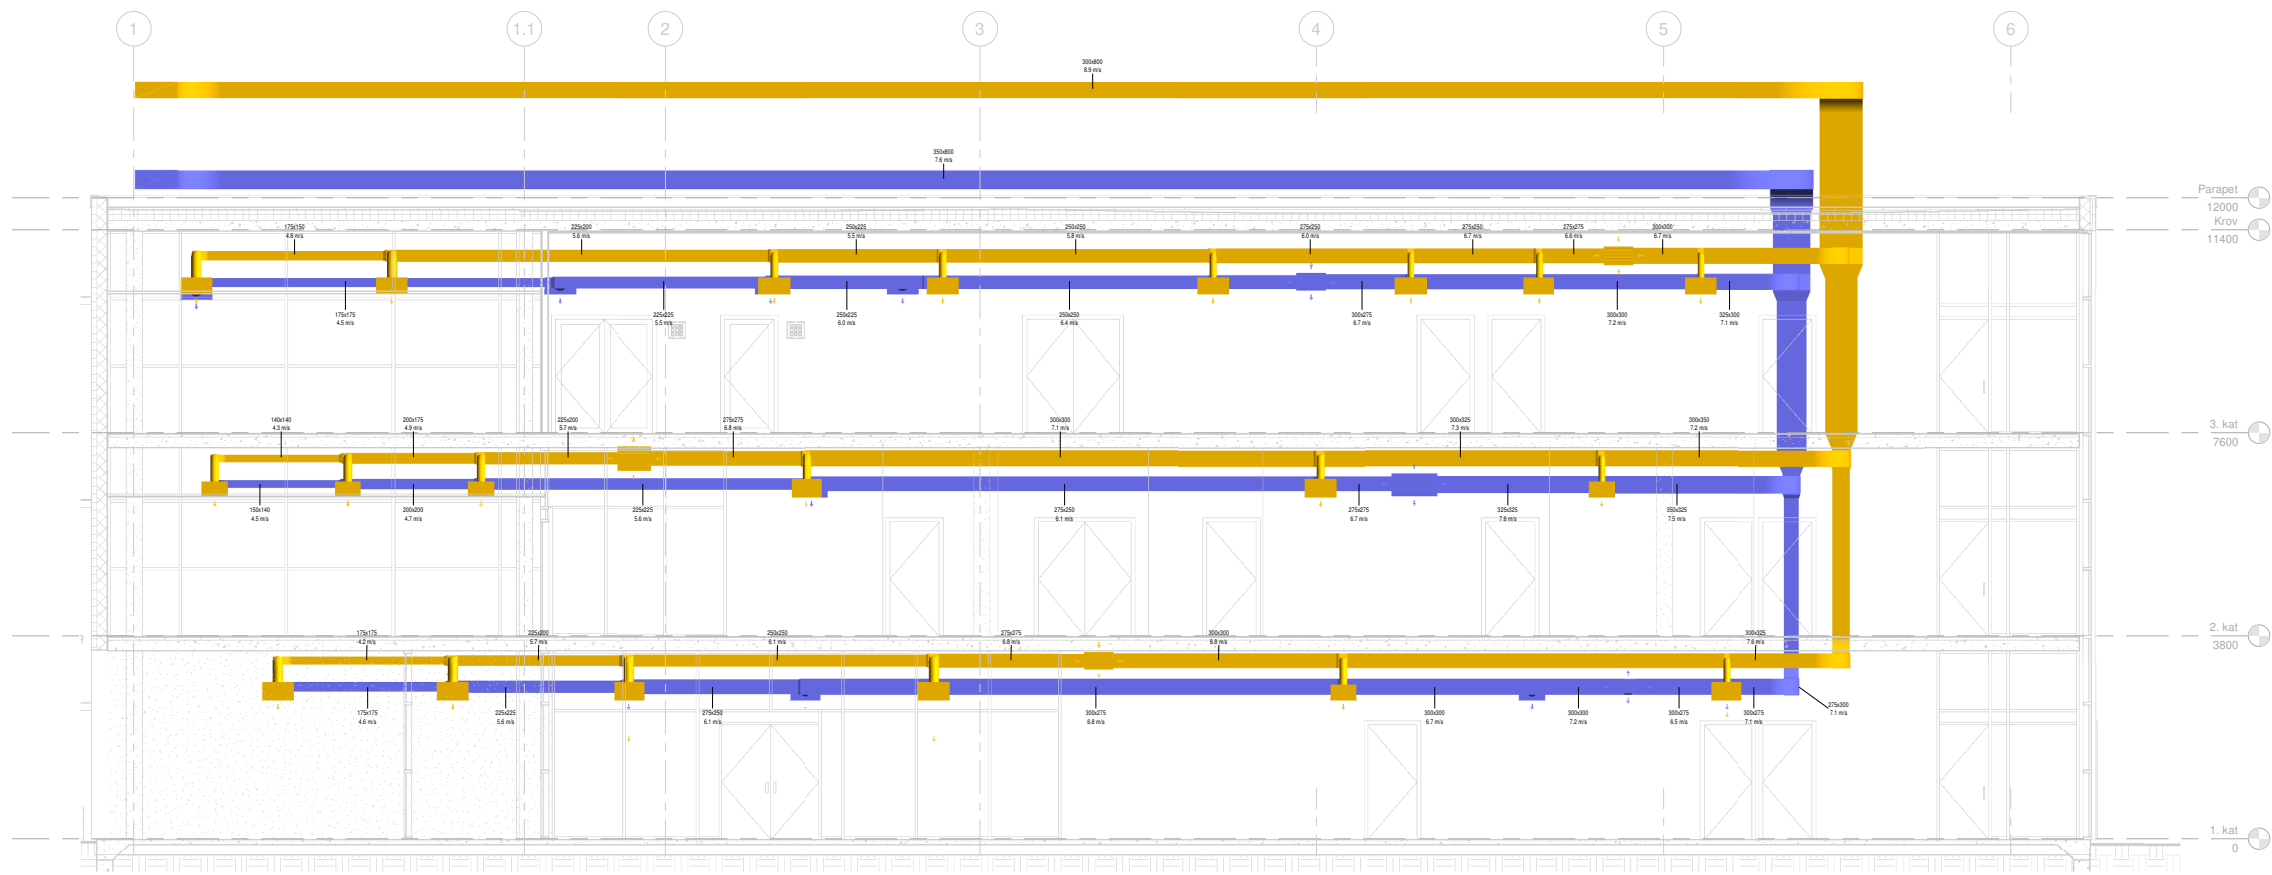 1
1.1
2
3
4
5
6
300x800
8.9 m/s
350x800
7.6 m/s
Parapet
12000
Krov
11400
175x150
4.8 m/s
225x200
5.6 m/s
250x225
5.5 m/s
250x250
5.8 m/s
275x250
6.0 m/s
275x250
6.7 m/s
275x275
6.6 m/s
300x300
6.7 m/s
175x175
4.5 m/s
225x225
5.5 m/s
250x225
6.0 m/s
250x250
6.4 m/s
300x275
6.7 m/s
300x300
7.2 m/s
325x300
7.1 m/s
140x140
4.3 m/s
200x175
4.9 m/s
225x200
5.7 m/s
275x275
6.8 m/s
300x300
7.1 m/s
300x325
7.3 m/s
300x350
7.2 m/s
3. kat
7600
150x140
4.5 m/s
200x200
4.7 m/s
225x225
5.6 m/s
275x250
6.1 m/s
275x275
6.7 m/s
325x325
7.6 m/s
350x325
7.5 m/s
175x175
4.2 m/s
225x200
5.7 m/s
250x250
6.1 m/s
275x275
6.8 m/s
300x300
6.8 m/s
300x325
7.6 m/s
2. kat
3800
175x175
4.6 m/s
225x225
5.6 m/s
275x250
6.1 m/s
300x275
6.8 m/s
300x300
6.7 m/s
300x300
7.2 m/s
300x275
6.5 m/s
300x275
7.1 m/s
275x300
7.1 m/s
1. kat
0